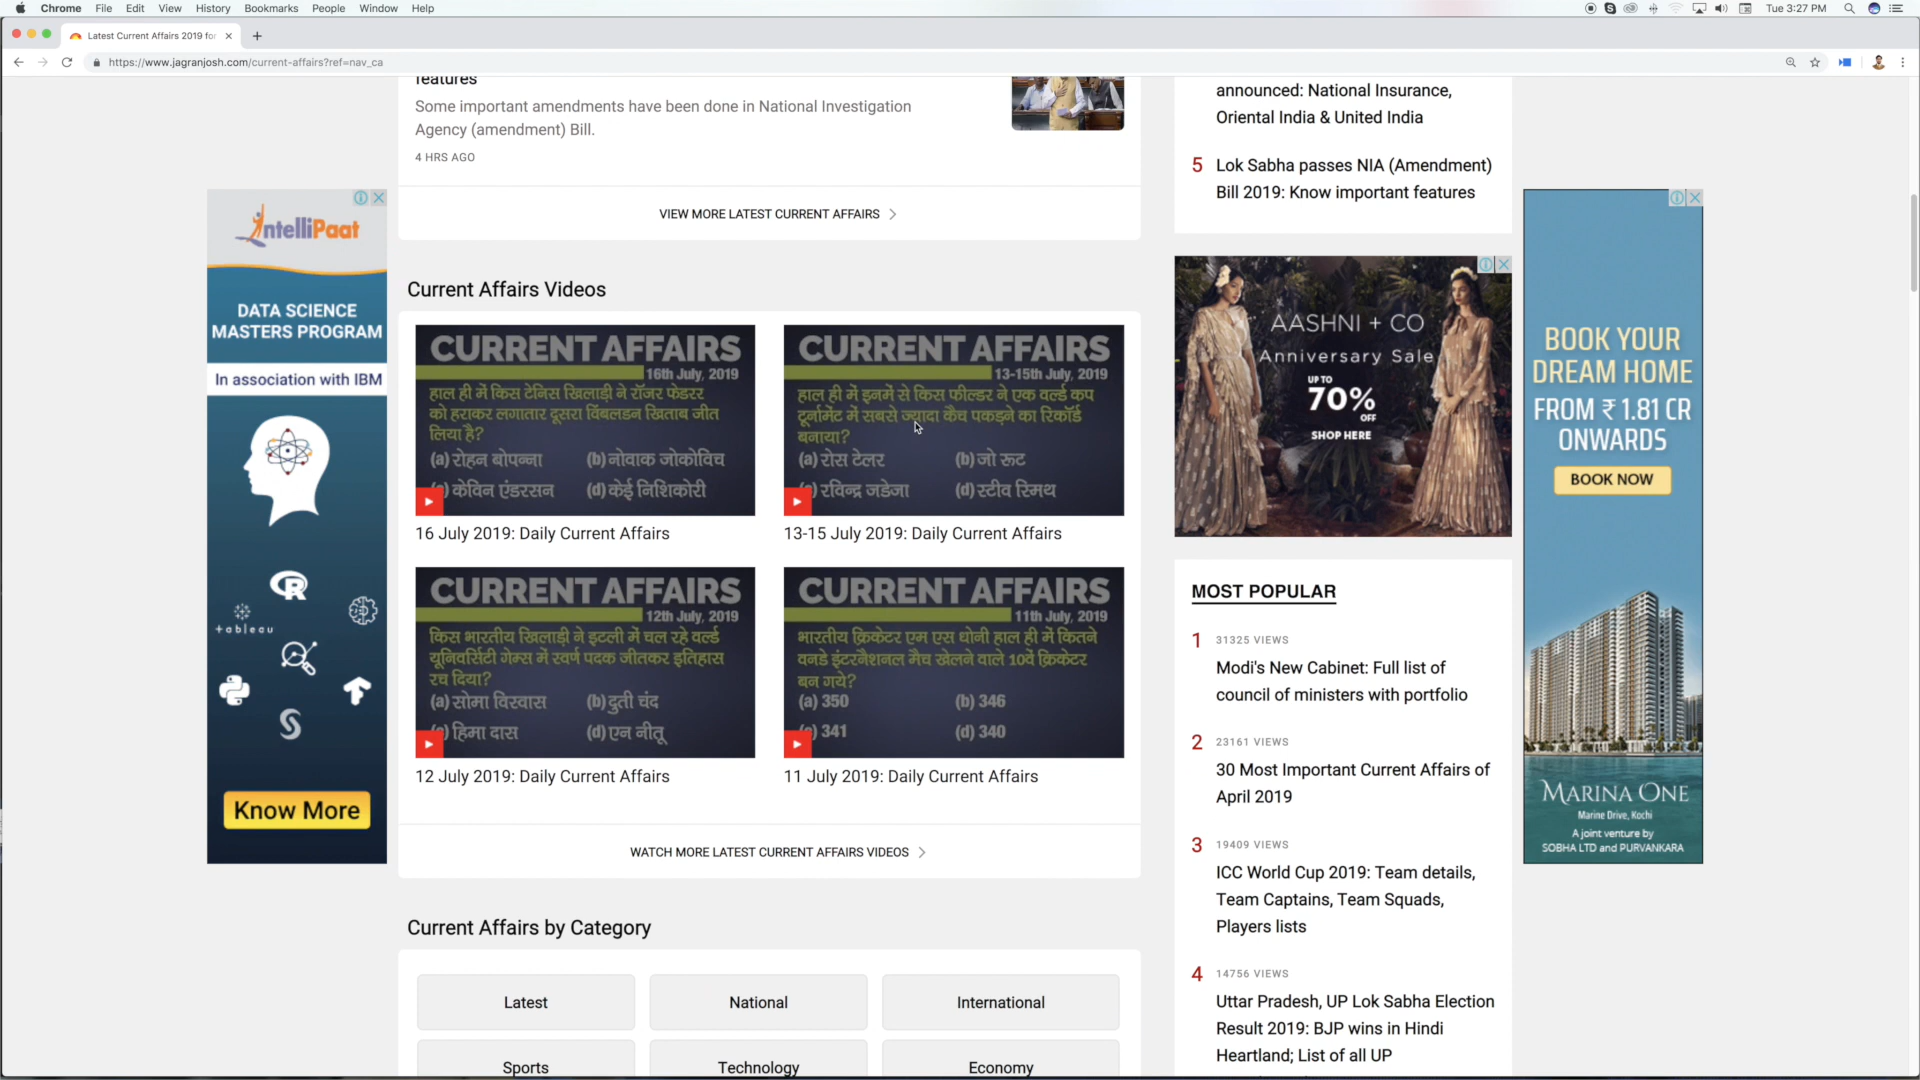 Chrome File Edit View History Bookmarks People Window Help
Tue 3:27 PM
Latest Current Affairs 2019 for
https://www.jagranjosh.com/current-affairs?ref=nav_ca
features
Some important amendments have been done in National Investigation
Agency (amendment) Bill.
4 HRS AGO
VIEW MORE LATEST CURRENT AFFAIRS
announced: National Insurance,
Oriental India & United India
5 Lok Sabha passes NIA (Amendment)
Bill 2019: Know important features
IntelliPaat
DATA SCIENCE
MASTERS PROGRAM
In association with IBM
R
+ableau
Know More
Current Affairs Videos
CURRENT AFFAIRS
16th July, 2019
हाल ही में किस टेनिस खिलाड़ी ने रॉजर फेडरर
को हराकर लगातार दूसरा विंबलडन खिताब जीत
लिया है?
(a) रोहन बोपन्ना (b) नोवाक जोकोविच
(c) केविन एंडरसन (d) केई निशिकोरी
16 July 2019: Daily Current Affairs
CURRENT AFFAIRS
13-15th July, 2019
हाल ही में इनमें से किस फील्डर ने एक वर्ल्ड कप
टूर्नामेंट में सबसे ज्यादा कैच पकड़ने का रिकॉर्ड
बनाया?
(a) रोस टेलर (b) जो रूट
(c) रविन्द्र जडेजा (d) स्टीव स्मिथ
13-15 July 2019: Daily Current Affairs
CURRENT AFFAIRS
12th July, 2019
किस भारतीय खिलाड़ी ने इटली में चल रहे वर्ल्ड
यूनिवर्सिटी गेम्स में स्वर्ण पदक जीतकर इतिहास
रच दिया?
(a) सोमा विस्वास (b) दुती चंद
(c) हिमा दास (d) एन नीतू
12 July 2019: Daily Current Affairs
CURRENT AFFAIRS
11th July, 2019
भारतीय क्रिकेटर एम एस धोनी हाल ही में कितने
वनडे इंटरनैशनल मैच खेलने वाले 10वें क्रिकेटर
बन गये?
(a) 350 (b) 346
(c) 341 (d) 340
11 July 2019: Daily Current Affairs
WATCH MORE LATEST CURRENT AFFAIRS VIDEOS
Current Affairs by Category
Latest National International
Sports Technology Economy
AASHNI + CO
Anniversary Sale
UP TO
70%
OFF
SHOP HERE
MOST POPULAR
1 31325 VIEWS
Modi's New Cabinet: Full list of
council of ministers with portfolio
2 23161 VIEWS
30 Most Important Current Affairs of
April 2019
3 19409 VIEWS
ICC World Cup 2019: Team details,
Team Captains, Team Squads,
Players lists
4 14756 VIEWS
Uttar Pradesh, UP Lok Sabha Election
Result 2019: BJP wins in Hindi
Heartland; List of all UP
BOOK YOUR
DREAM HOME
FROM ₹ 1.81 CR
ONWARDS
BOOK NOW
MARINA ONE
Marine Drive, Kochi
A joint venture by
SOBHA LTD and PURVANKARA